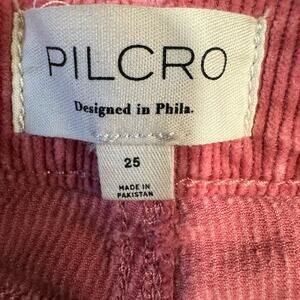 PILCRO
Designed in Phila.
25
MADE IN
PAKISTAN